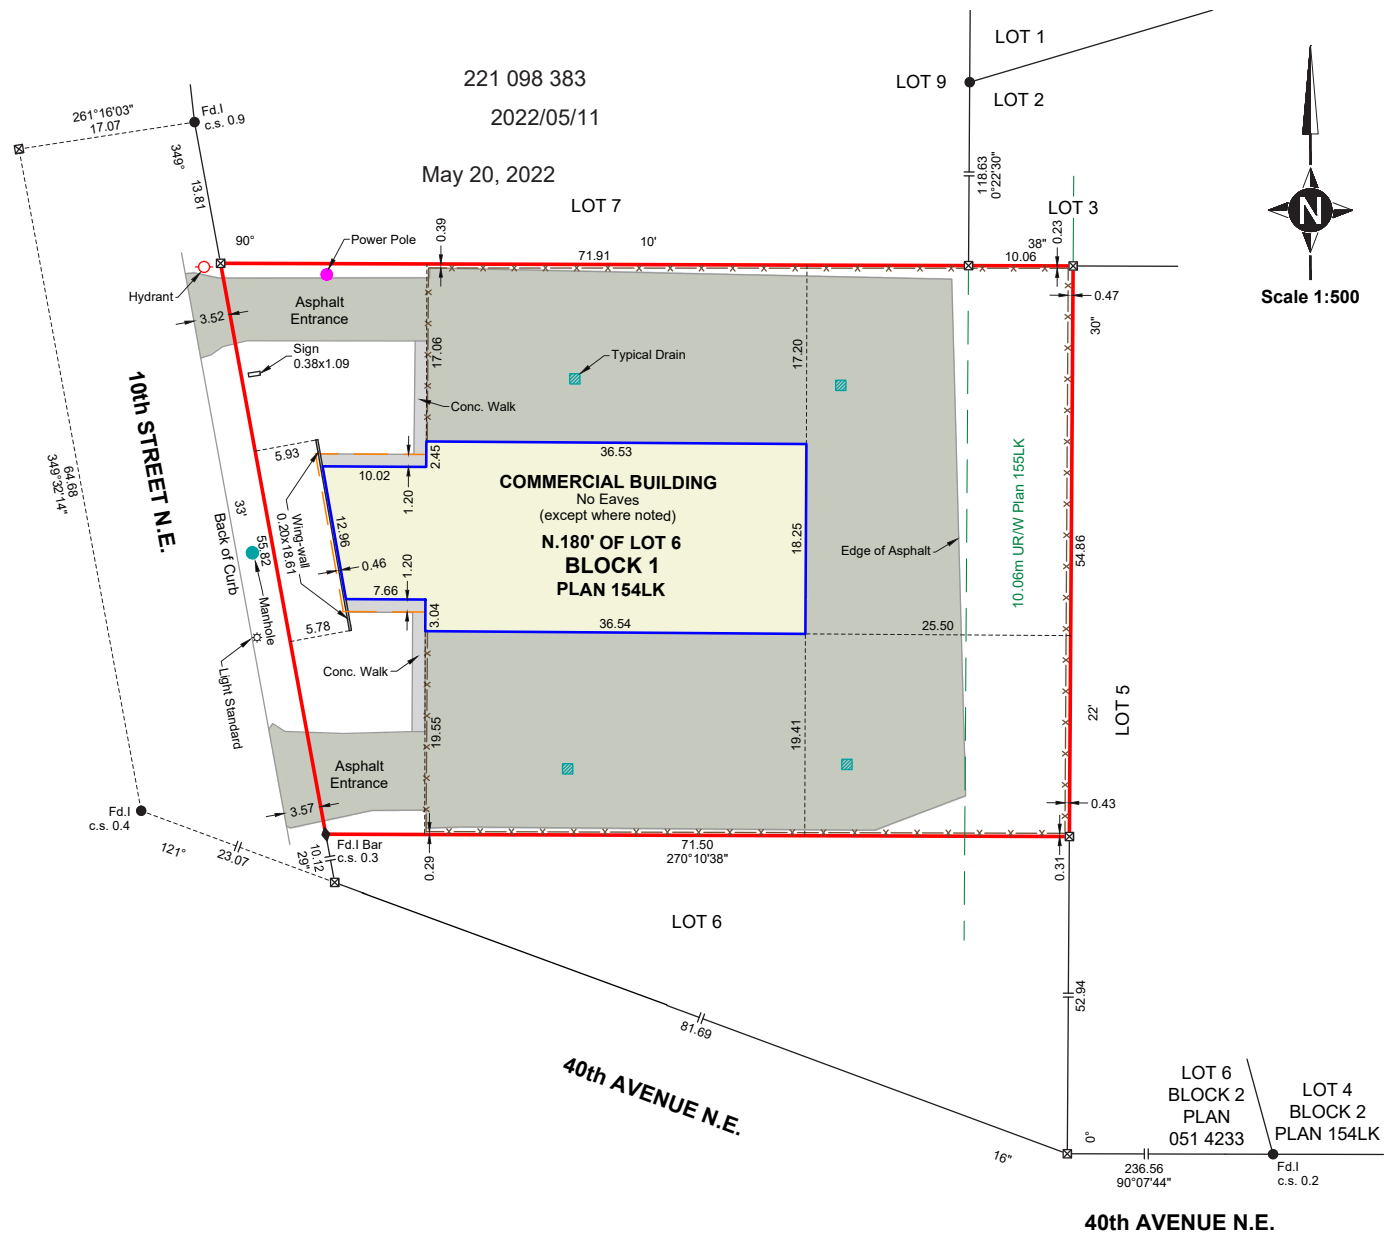 221 098 383
2022/05/11
May 20, 2022
LOT 1
LOT 9
LOT 2
261°16'03"
17.07
Fd.I
c.s. 0.9
349°
13.81
118.63
0°22'30"
LOT 7
LOT 3
90°
Power Pole
0.39
10'
71.91
38"
10.06
0.23
N
Scale 1:500
Hydrant
Asphalt
Entrance
3.52
0.47
30"
Sign
0.38x1.09
17.06
Typical Drain
17.20
Conc. Walk
10th STREET N.E.
64.68
349°32'14"
5.93
10.02
2.45
1.20
36.53
COMMERCIAL BUILDING
No Eaves
(except where noted)
N.180' OF LOT 6
BLOCK 1
PLAN 154LK
18.25
Edge of Asphalt
10.06m UR/W Plan 155LK
54.86
33'
55.82
Back of Curb
Wing-wall
0.20x18.61
12.96
0.46
1.20
7.66
Manhole
5.78
3.04
36.54
25.50
Light Standard
Conc. Walk
19.55
19.41
22'
LOT 5
Asphalt
Entrance
3.57
0.43
Fd.I
c.s. 0.4
121°
23.07
10.12
29"
Fd.I Bar
c.s. 0.3
0.29
71.50
270°10'38"
0.31
LOT 6
52.94
81.69
40th AVENUE N.E.
16"
0°
LOT 6
BLOCK 2
PLAN
051 4233
LOT 4
BLOCK 2
PLAN 154LK
236.56
90°07'44"
Fd.I
c.s. 0.2
40th AVENUE N.E.